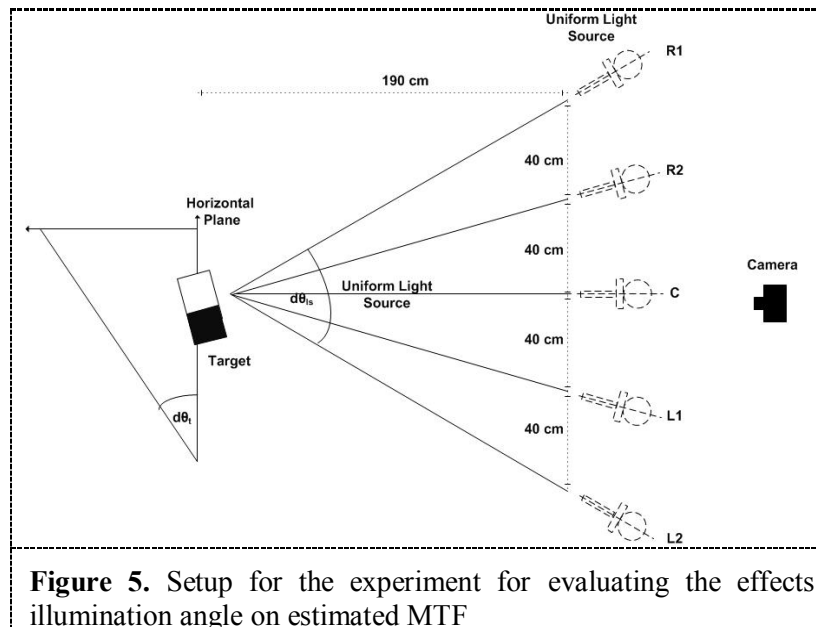 Uniform Light
Source
R1
190 cm
40 cm
R2
Horizontal
Plane
40 cm
Camera
dθls
Uniform Light
Source
C
Target
40 cm
dθt
L1
40 cm
L2
Figure 5. Setup for the experiment for evaluating the effects
illumination angle on estimated MTF